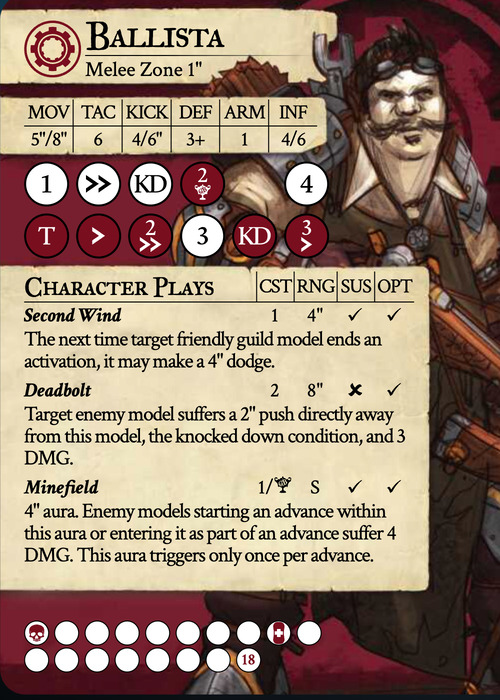 BALLISTA
Melee Zone 1"
MOV TAC KICK DEF ARM INF
5"/8" 6 4/6" 3+ 1 4/6
1 >> KD 2 4
T > 2 >> 3 KD 3 >
CHARACTER PLAYS CST RNG SUS OPT
Second Wind 1 4" ✓ ✓
The next time target friendly guild model ends an
activation, it may make a 4" dodge.
Deadbolt 2 8" ✘ ✓
Target enemy model suffers a 2" push directly away
from this model, the knocked down condition, and 3
DMG.
Minefield 1/ S ✓ ✓
4" aura. Enemy models starting an advance within
this aura or entering it as part of an advance suffer 4
DMG. This aura triggers only once per advance.
18